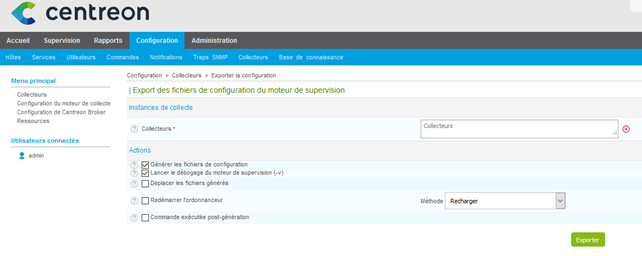 centreon
Accueil Supervision Rapports Configuration Administration
Hôtes Services Utilisateurs Commandes Notifications Traps SNMP Collecteurs Base de connaissance
Menu principal
Collecteurs
Configuration du moteur de collecte
Configuration de Centreon Broker
Ressources
Utilisateurs connectés
admin
Configuration > Collecteurs > Exporter la configuration
| Export des fichiers de configuration du moteur de supervision
Instances de collecte
Collecteurs * Collecteurs
Actions
Générer les fichiers de configuration
Lancer le débogage du moteur de supervision (-v)
Deplacer les fichiers générés
Redémarrer l'ordonnanceur Méthode Recharger
Commande exécutée post-génération
Exporter